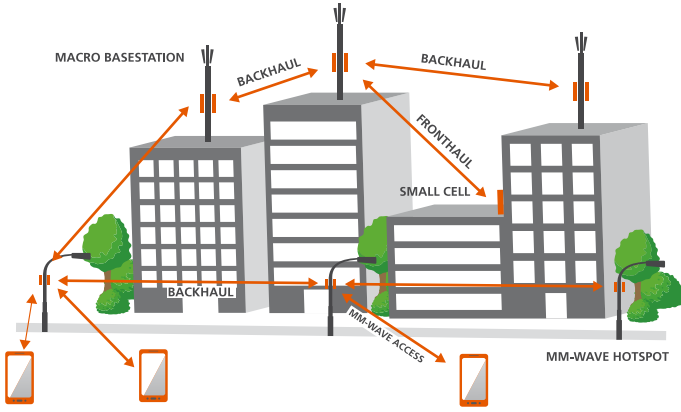 MACRO BASESTATION
BACKHAUL
BACKHAUL
FRONTHAUL
SMALL CELL
BACKHAUL
MM-WAVE ACCESS
MM-WAVE HOTSPOT